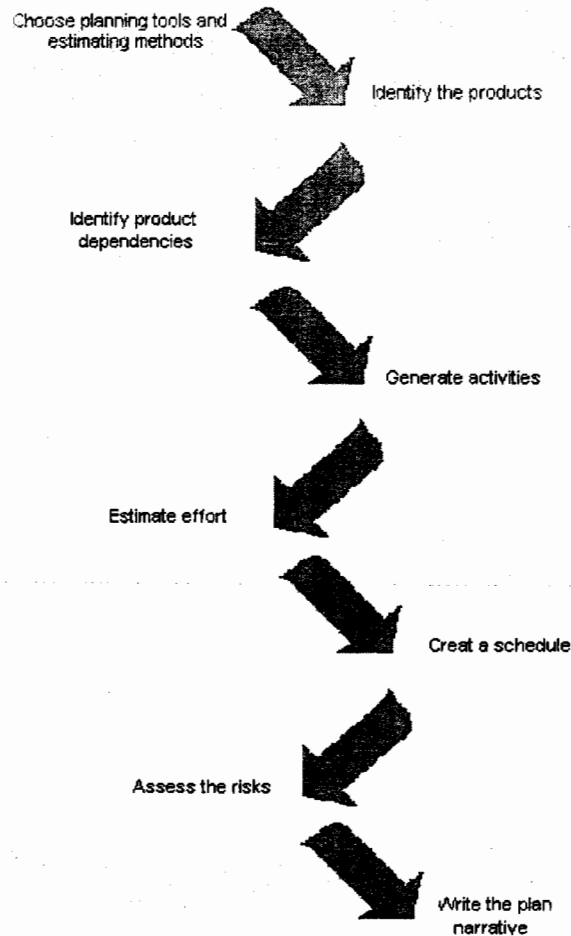 Choose planning tools and
estimating methods
Identify the products
Identify product
dependencies
Generate activities
Estimate effort
Creat a schedule
Assess the risks
Write the plan
narrative